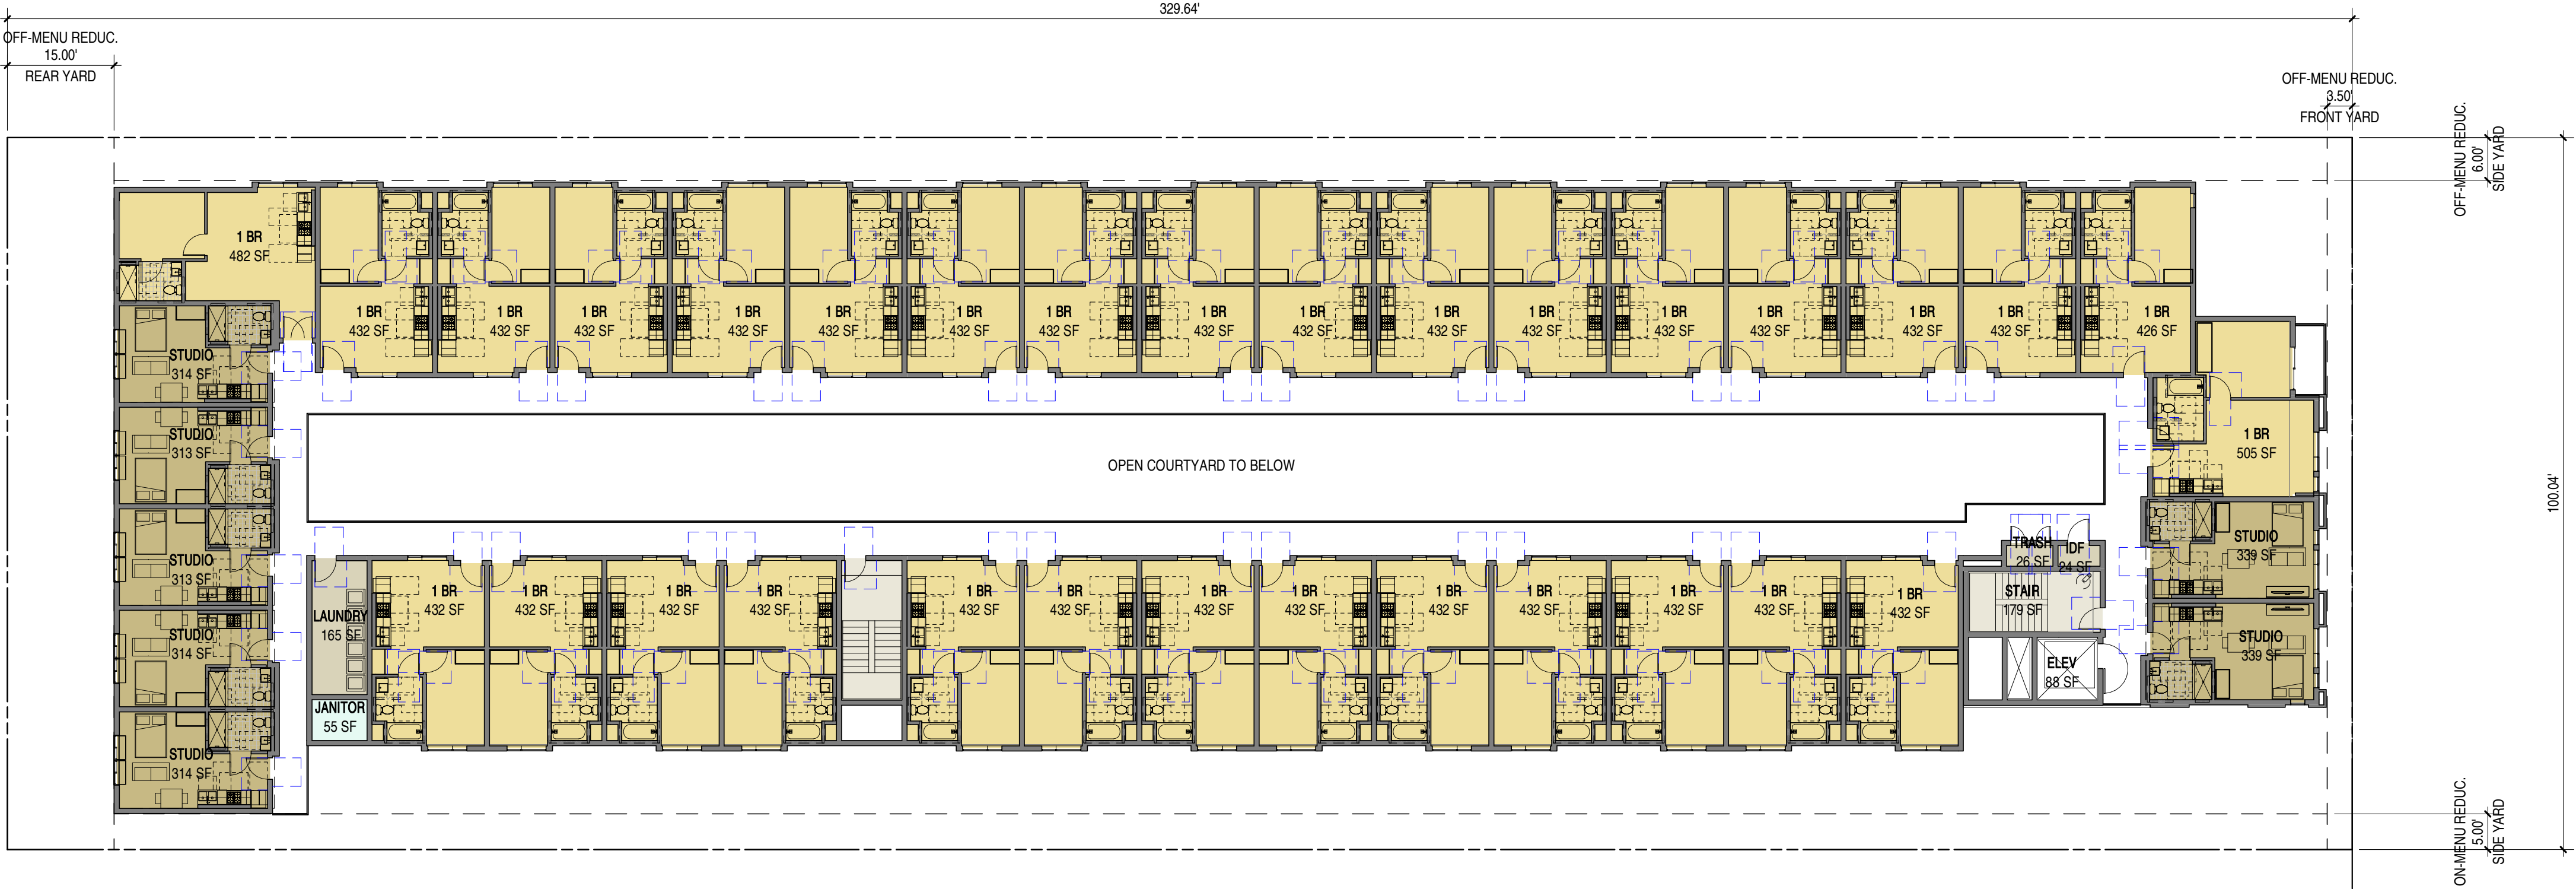 329.64'
OFF-MENU REDUC.
15.00'
REAR YARD
OFF-MENU REDUC.
3.50'
FRONT YARD
OFF-MENU REDUC.
6.00'
SIDE YARD
1 BR
482 SF
1 BR
432 SF
1 BR
432 SF
1 BR
432 SF
1 BR
432 SF
1 BR
432 SF
1 BR
432 SF
1 BR
432 SF
1 BR
432 SF
1 BR
432 SF
1 BR
432 SF
1 BR
432 SF
1 BR
432 SF
1 BR
432 SF
1 BR
432 SF
1 BR
432 SF
1 BR
426 SF
STUDIO
314 SF
STUDIO
313 SF
STUDIO
313 SF
STUDIO
314 SF
STUDIO
314 SF
OPEN COURTYARD TO BELOW
1 BR
505 SF
STUDIO
339 SF
STUDIO
339 SF
100.04'
TRASH
26 SF
IDF
24 SF
STAIR
179 SF
ELEV
88 SF
LAUNDRY
165 SF
JANITOR
55 SF
1 BR
432 SF
1 BR
432 SF
1 BR
432 SF
1 BR
432 SF
1 BR
432 SF
1 BR
432 SF
1 BR
432 SF
1 BR
432 SF
1 BR
432 SF
1 BR
432 SF
1 BR
432 SF
1 BR
432 SF
1 BR
432 SF
ON-MENU REDUC.
5.00'
SIDE YARD